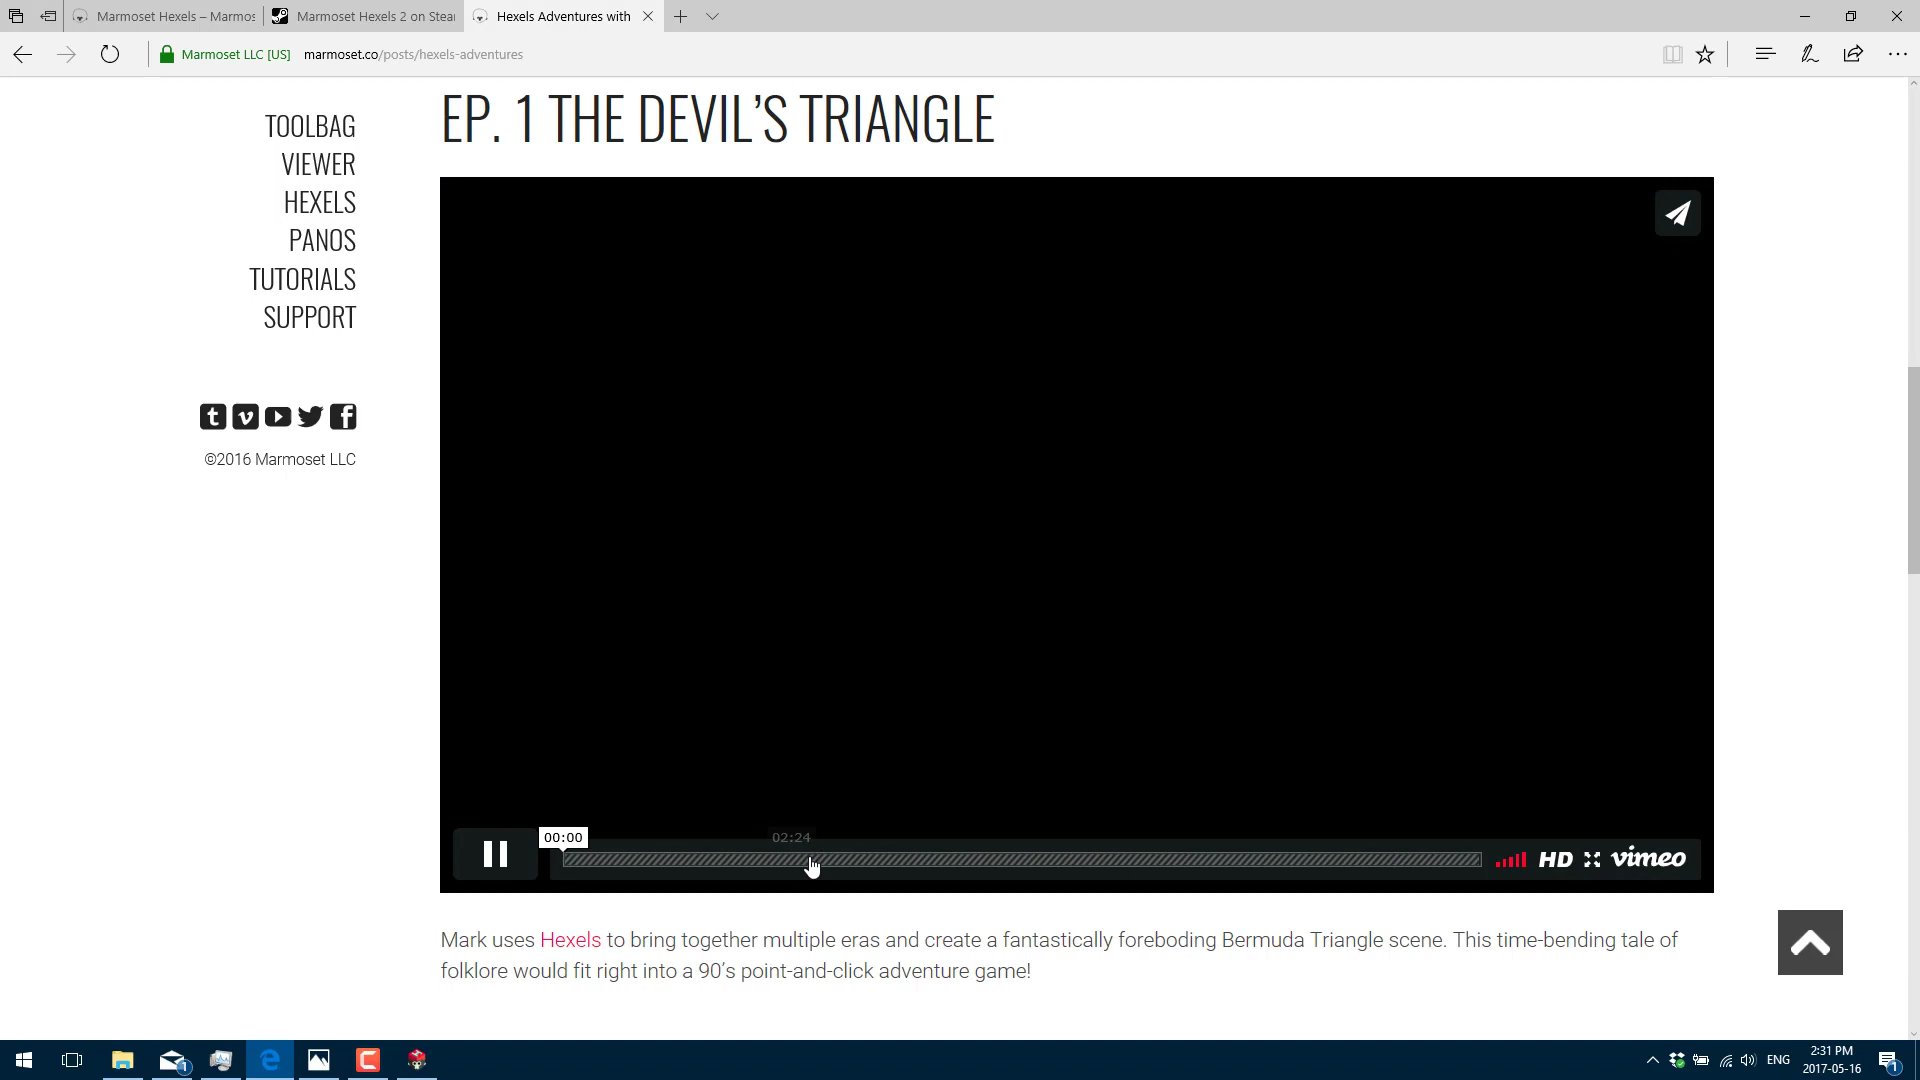 Marmoset Hexels – Marmos
Marmoset Hexels 2 on Stea
Hexels Adventures with
Marmoset LLC [US]
marmoset.co/posts/hexels-adventures
TOOLBAG
VIEWER
HEXELS
PANOS
TUTORIALS
SUPPORT
©2016 Marmoset LLC
EP. 1 THE DEVIL’S TRIANGLE
00:00
02:24
HD
vimeo
Mark uses Hexels to bring together multiple eras and create a fantastically foreboding Bermuda Triangle scene. This time-bending tale of
folklore would fit right into a 90’s point-and-click adventure game!
1
ENG
2:31 PM
2017-05-16
1